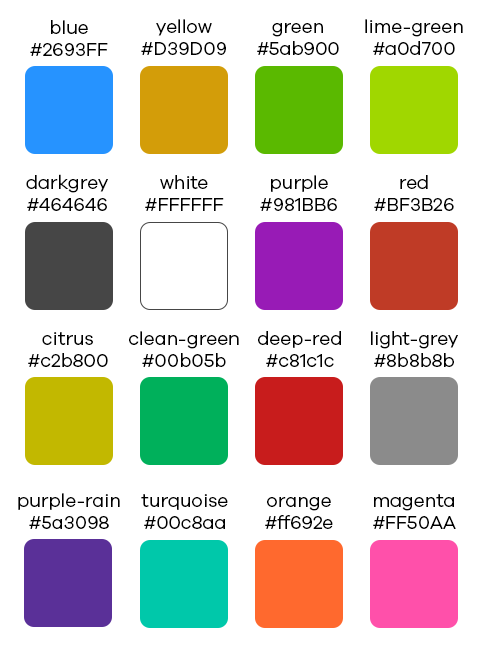 blue yellow green lime-green
#2693FF #D39D09 #5ab900 #a0d700
darkgrey white purple red
#464646 #FFFFFF #981BB6 #BF3B26
citrus clean-green deep-red light-grey
#c2b800 #00b05b #c81c1c #8b8b8b
purple-rain turquoise orange magenta
#5a3098 #00c8aa #ff692e #FF50AA